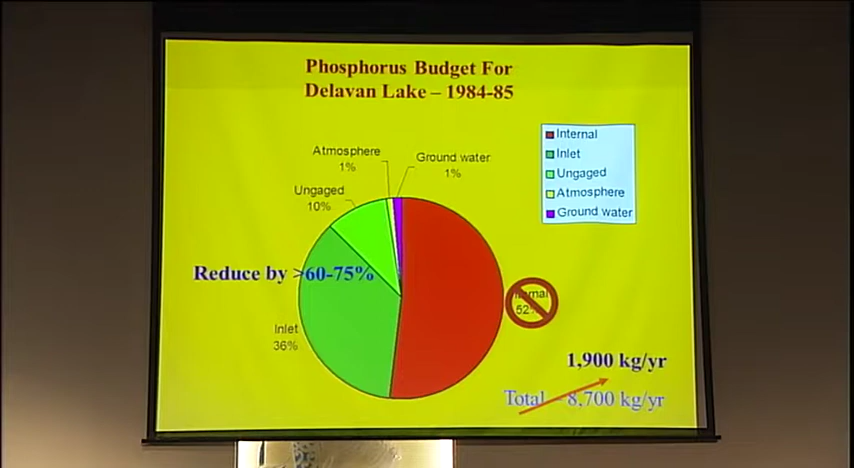 Phosphorus Budget For
Delavan Lake – 1984-85
Internal
Inlet
Ungaged
Atmosphere
Ground water
Atmosphere
1%
Ground water
1%
Ungaged
10%
Reduce by >60-75%
52%
Inlet
36%
1,900 kg/yr
Total – 8,700 kg/yr